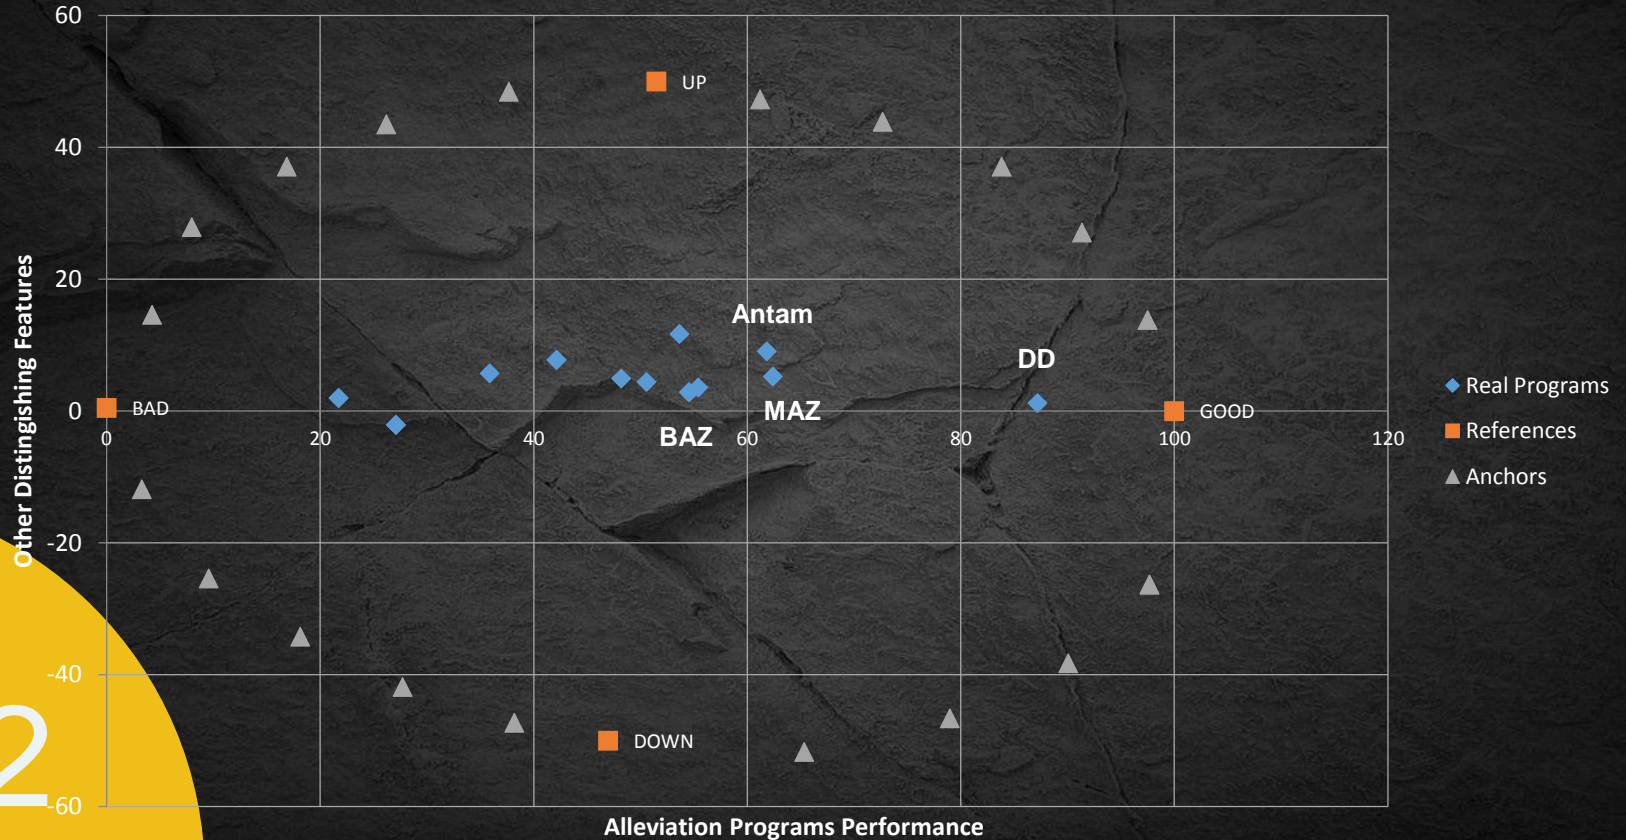 60
UP
40
20
Antam
DD
Real Programs
0
BAD
MAZ
GOOD
References
0
20
40
BAZ
60
80
100
120
Anchors
Other Distingishing Features
-20
-40
2
DOWN
-60
Alleviation Programs Performance